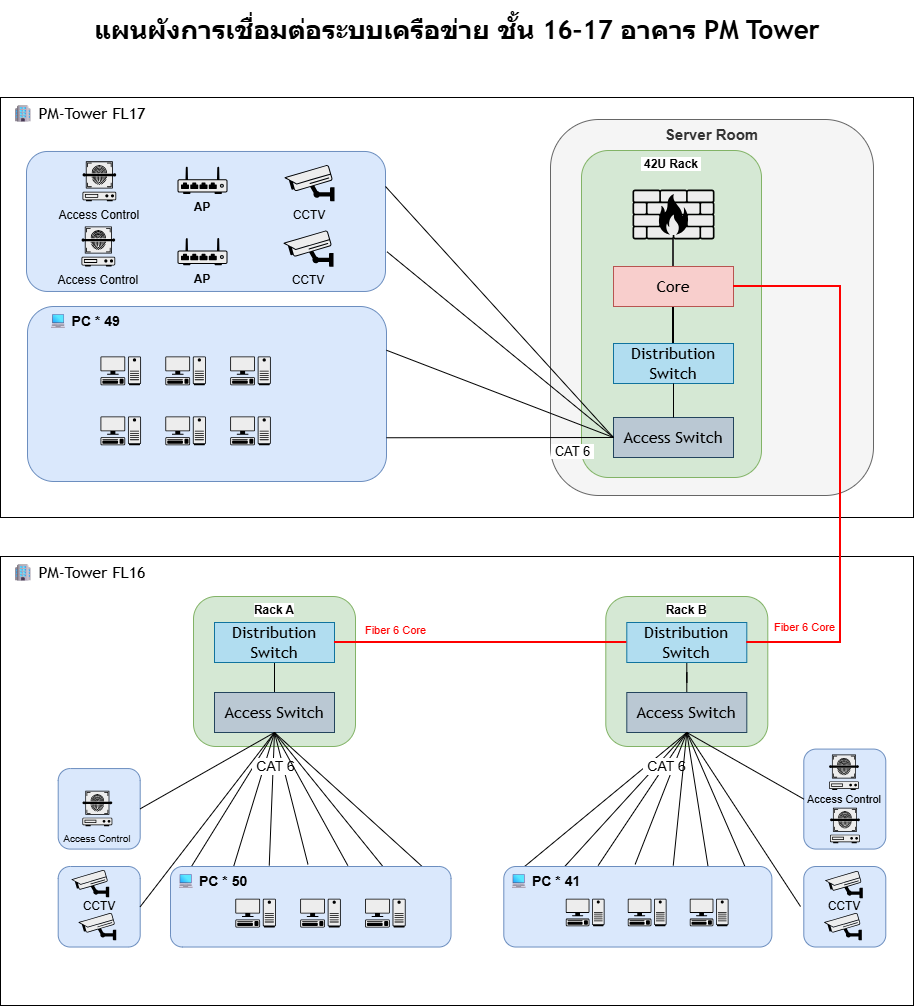 แผนผังการเชื่อมต่อระบบเครือข่าย ชั้น 16-17 อาคาร PM Tower
PM-Tower FL17
Server Room
42U Rack
Access Control
AP
CCTV
Access Control
AP
CCTV
Core
PC * 49
Distribution
Switch
Access Switch
CAT 6
PM-Tower FL16
Rack A
Rack B
Distribution
Switch
Fiber 6 Core
Distribution
Switch
Fiber 6 Core
Access Switch
Access Switch
CAT 6
CAT 6
Access Control
Access Control
PC * 50
PC * 41
CCTV
CCTV